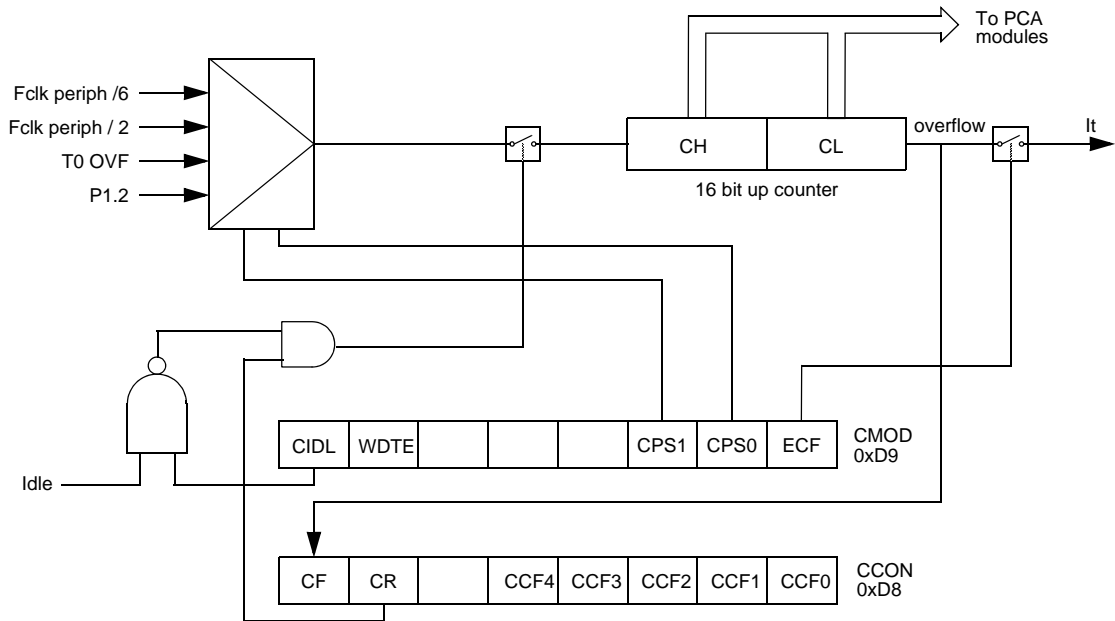 To PCA
modules
Fclk periph /6
Fclk periph / 2
T0 OVF
P1.2
CH
CL
overflow
It
16 bit up counter
CIDL
WDTE
CPS1
CPS0
ECF
CMOD
0xD9
Idle
CF
CR
CCF4
CCF3
CCF2
CCF1
CCF0
CCON
0xD8